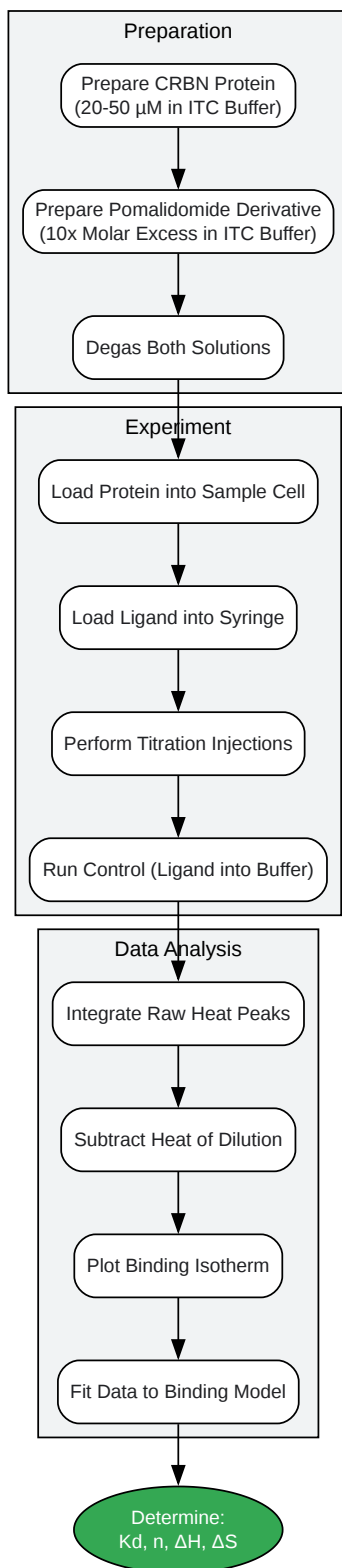 Preparation
Prepare CRBN Protein
(20-50 µM in ITC Buffer)
Prepare Pomalidomide Derivative
(10x Molar Excess in ITC Buffer)
Degas Both Solutions
Experiment
Load Protein into Sample Cell
Load Ligand into Syringe
Perform Titration Injections
Run Control (Ligand into Buffer)
Data Analysis
Integrate Raw Heat Peaks
Subtract Heat of Dilution
Plot Binding Isotherm
Fit Data to Binding Model
Determine:
Kd, n, ΔH, ΔS